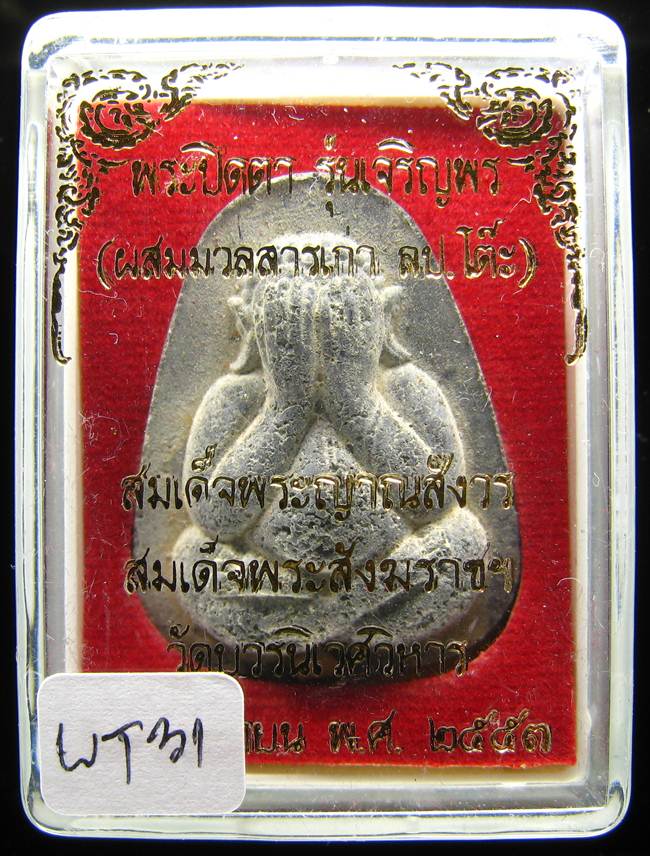 พระปิดตา รุ่นเจริญพร
(ผสมมวลสารเก่า ลป.โต๊ะ)
สมเด็จพระญาณสังวร
สมเด็จพระสังฆราชฯ
วัดบวรนิเวศวิหาร
พ.ศ. ๒๕๕๓